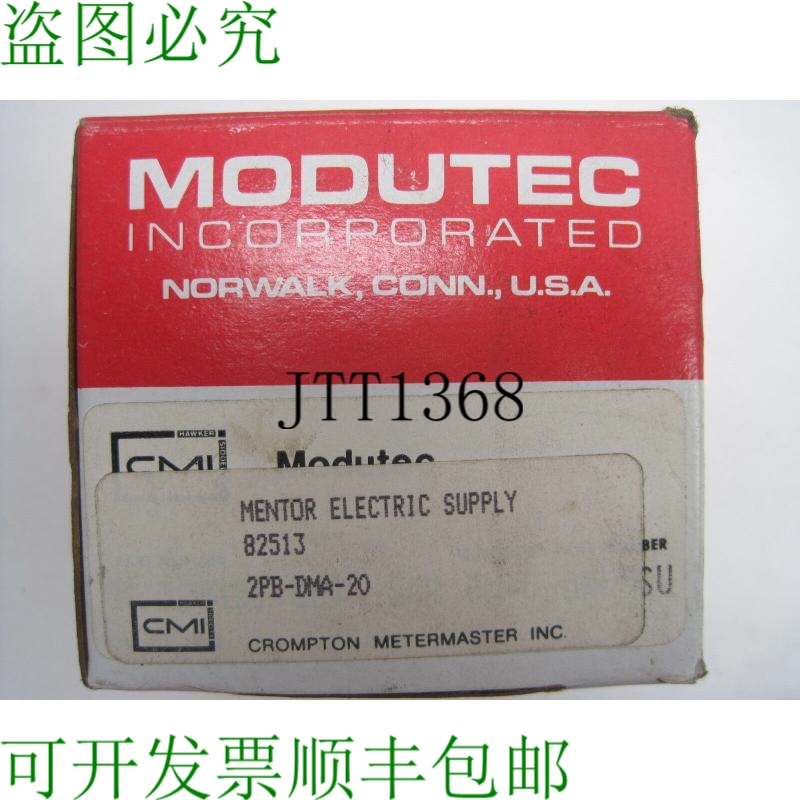 盗图必究
MODUTEC
INCORPORATED
NORWALK, CONN., U.S.A.
JTT1368
HAWKER
CMI
Modutec
MENTOR ELECTRIC SUPPLY
82513
BER
2PB-DMA-20
SU
CMI
CROMPTON METERMASTER INC.
可开发票顺丰包邮